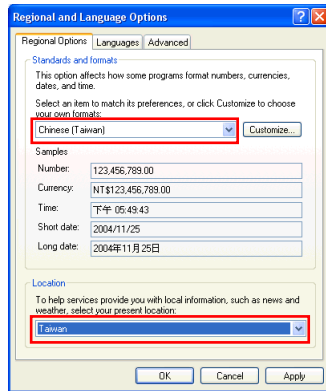 Regional and Language Options
Regional Options Languages Advanced
Standards and formats
This option affects how some programs format numbers, currencies,
dates, and time.
Select an item to match its preferences, or click Customize to choose
your own formats:
Chinese (Taiwan) Customize...
Samples
Number: 123,456,789.00
Currency: NT$123,456,789.00
Time: 下午 05:49:43
Short date: 2004/11/25
Long date: 2004年11月25日
Location
To help services provide you with local information, such as news and
weather, select your present location:
Taiwan
OK Cancel Apply